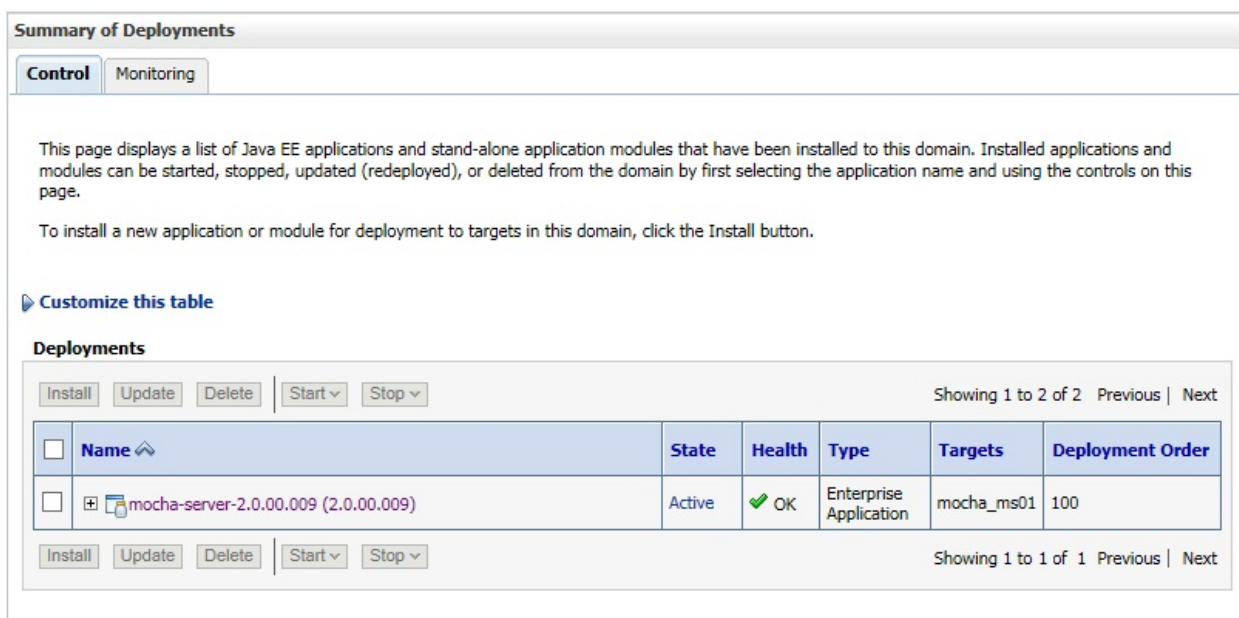 Summary of Deployments
Control Monitoring
This page displays a list of Java EE applications and stand-alone application modules that have been installed to this domain. Installed applications and
modules can be started, stopped, updated (redeployed), or deleted from the domain by first selecting the application name and using the controls on this
page.
To install a new application or module for deployment to targets in this domain, click the Install button.
Customize this table
Deployments
Install Update Delete Start Stop Showing 1 to 2 of 2 Previous | Next
Name State Health Type Targets Deployment Order
mocha-server-2.0.00.009 (2.0.00.009) Active OK Enterprise Application mocha_ms01 100
Install Update Delete Start Stop Showing 1 to 1 of 1 Previous | Next